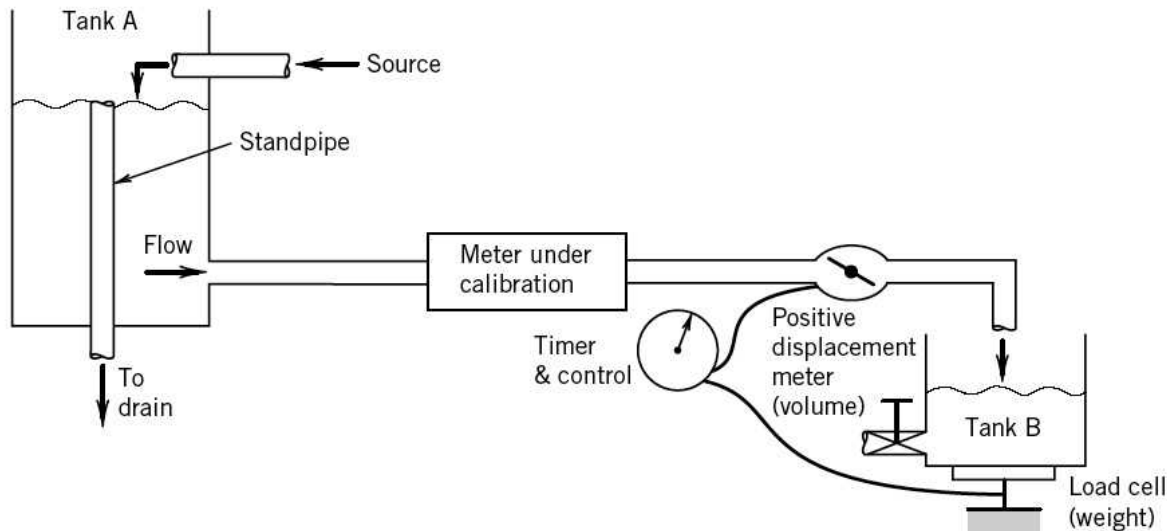 Tank A
Source
Standpipe
Flow
Meter under
calibration
To
drain
Timer
& control
Positive
displacement
meter
(volume)
Tank B
Load cell
(weight)